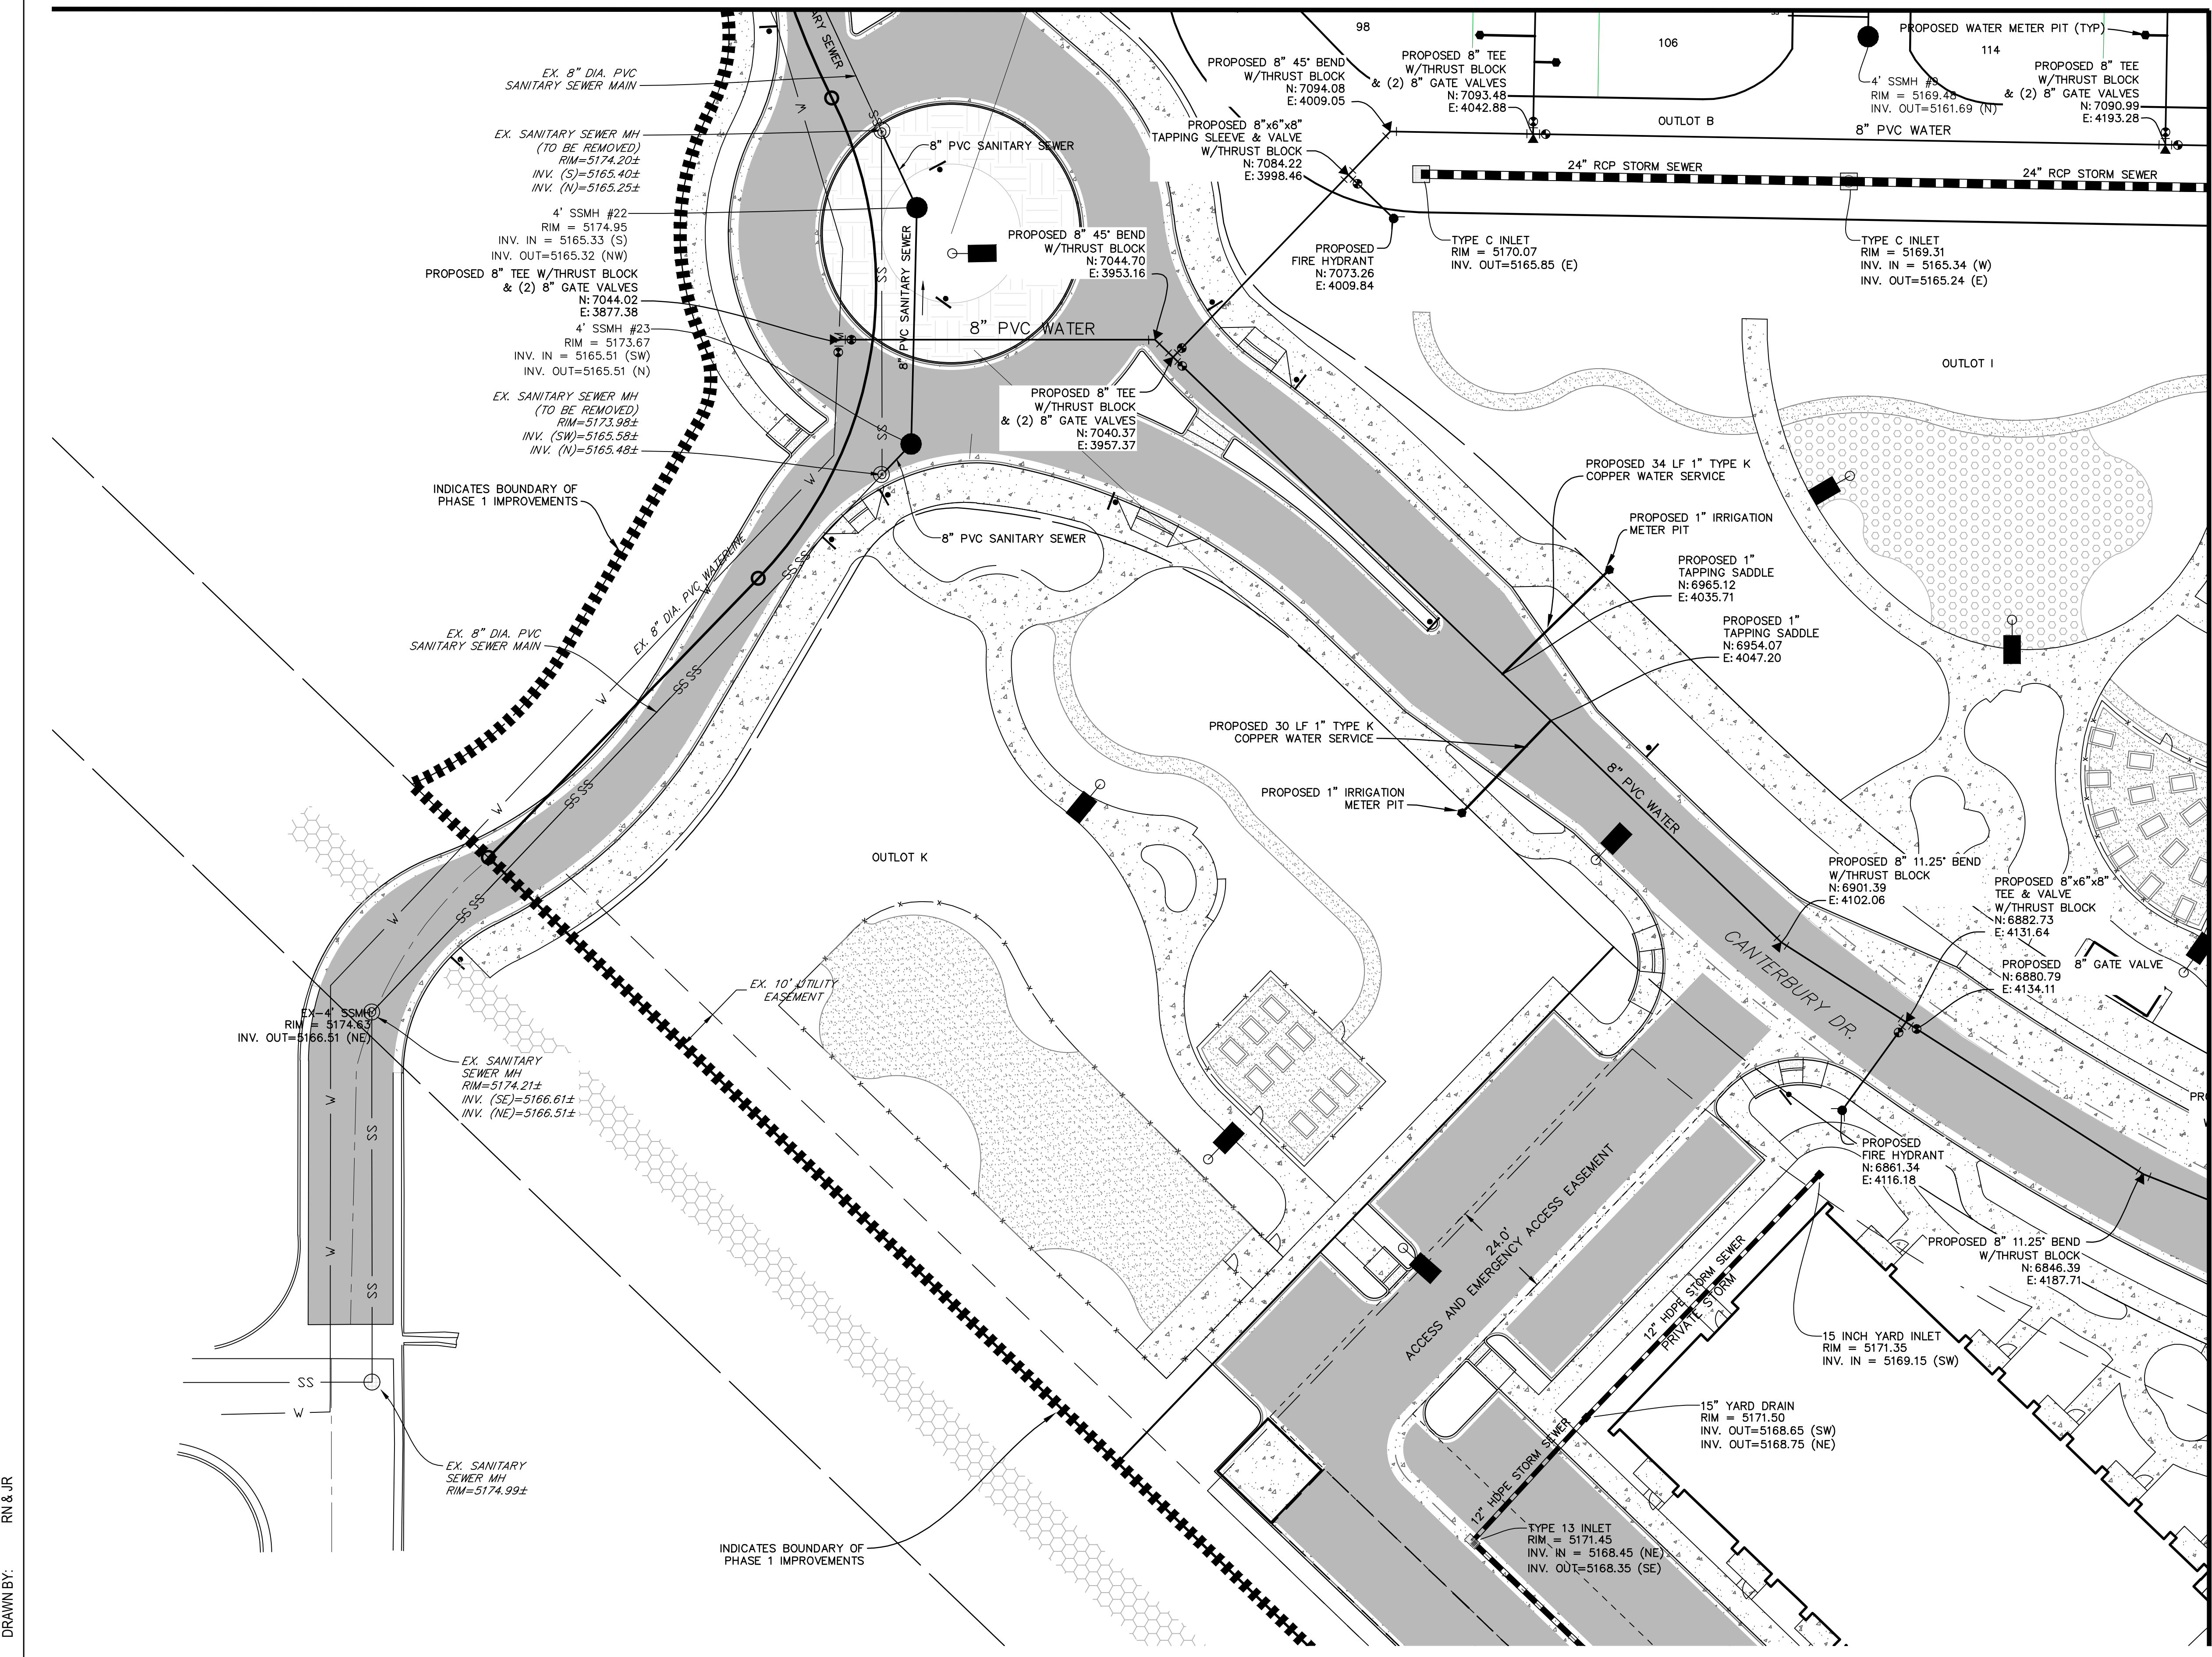 SANITARY SEWER
EX. 8" DIA. PVC
SANITARY SEWER MAIN
EX. SANITARY SEWER MH
(TO BE REMOVED)
RIM=5174.20±
INV. (S)=5165.40±
INV. (N)=5165.25±
4' SSMH #22
RIM = 5174.95
INV. IN = 5165.33 (S)
INV. OUT=5165.32 (NW)
PROPOSED 8" TEE W/THRUST BLOCK
& (2) 8" GATE VALVES
N: 7044.02
E: 3877.38
4' SSMH #23
RIM = 5173.67
INV. IN = 5165.51 (SW)
INV. OUT=5165.51 (N)
EX. SANITARY SEWER MH
(TO BE REMOVED)
RIM=5173.98±
INV. (SW)=5165.58±
INV. (N)=5165.48±
INDICATES BOUNDARY OF
PHASE 1 IMPROVEMENTS
8" PVC SANITARY SEWER
8" PVC SANITARY SEWER
8" PVC WATER
PROPOSED 8" 45° BEND
W/THRUST BLOCK
N: 7044.70
E: 3953.16
PROPOSED 8" TEE
W/THRUST BLOCK
& (2) 8" GATE VALVES
N: 7040.37
E: 3957.37
8" PVC SANITARY SEWER
W
SS
SS
W
SS
W
W
SS SS
EX. 8" DIA. PVC WATERLINE
W
EX. 8" DIA. PVC
SANITARY SEWER MAIN
SS SS
W
SS SS
W
SS SS
W
98
106
114
PROPOSED 8" 45° BEND
W/THRUST BLOCK
N: 7094.08
E: 4009.05
PROPOSED 8" TEE
W/THRUST BLOCK
& (2) 8" GATE VALVES
N: 7093.48
E: 4042.88
PROPOSED 8"x6"x8"
TAPPING SLEEVE & VALVE
W/THRUST BLOCK
N: 7084.22
E: 3998.46
PROPOSED
FIRE HYDRANT
N: 7073.26
E: 4009.84
PROPOSED WATER METER PIT (TYP)
4' SSMH #9
RIM = 5169.48
INV. OUT=5161.69 (N)
PROPOSED 8" TEE
W/THRUST BLOCK
& (2) 8" GATE VALVES
N: 7090.99
E: 4193.28
OUTLOT B
8" PVC WATER
24" RCP STORM SEWER
24" RCP STORM SEWER
TYPE C INLET
RIM = 5170.07
INV. OUT=5165.85 (E)
TYPE C INLET
RIM = 5169.31
INV. IN = 5165.34 (W)
INV. OUT=5165.24 (E)
OUTLOT I
PROPOSED 34 LF 1" TYPE K
COPPER WATER SERVICE
PROPOSED 1" IRRIGATION
METER PIT
PROPOSED 1"
TAPPING SADDLE
N: 6965.12
E: 4035.71
PROPOSED 1"
TAPPING SADDLE
N: 6954.07
E: 4047.20
PROPOSED 30 LF 1" TYPE K
COPPER WATER SERVICE
PROPOSED 1" IRRIGATION
METER PIT
8" PVC WATER
OUTLOT K
PROPOSED 8" 11.25° BEND
W/THRUST BLOCK
N: 6901.39
E: 4102.06
PROPOSED 8"x6"x8"
TEE & VALVE
W/THRUST BLOCK
N: 6882.73
E: 4131.64
PROPOSED 8" GATE VALVE
N: 6880.79
E: 4134.11
CANTERBURY DR.
EX. 10' UTILITY
EASEMENT
EX-4' SSMH
RIM = 5174.63
INV. OUT=5166.51 (NE)
EX. SANITARY
SEWER MH
RIM=5174.21±
INV. (SE)=5166.61±
INV. (NE)=5166.51±
W
SS
W
SS
SS
W
EX. SANITARY
SEWER MH
RIM=5174.99±
PROPOSED
FIRE HYDRANT
N: 6861.34
E: 4116.18
PROPOSED 8" 11.25° BEND
W/THRUST BLOCK
N: 6846.39
E: 4187.71
ACCESS AND EMERGENCY ACCESS EASEMENT
24.0'
12" HDPE STORM SEWER
PRIVATE STORM
15 INCH YARD INLET
RIM = 5171.35
INV. IN = 5169.15 (SW)
15" YARD DRAIN
RIM = 5171.50
INV. OUT=5168.65 (SW)
INV. OUT=5168.75 (NE)
12" HDPE STORM SEWER
TYPE 13 INLET
RIM = 5171.45
INV. IN = 5168.45 (NE)
INV. OUT=5168.35 (SE)
INDICATES BOUNDARY OF
PHASE 1 IMPROVEMENTS
DRAWN BY: RN & JR